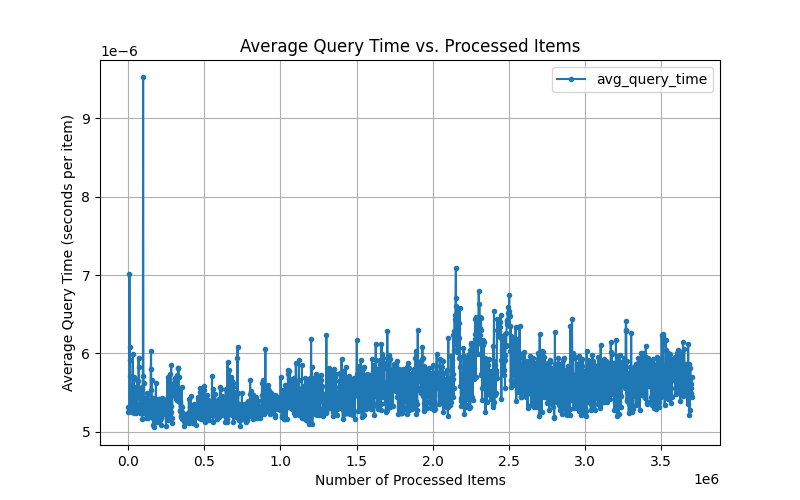 Average Query Time vs. Processed Items
1e−6
avg_query_time
Average Query Time (seconds per item)
9
8
7
6
5
0.0 0.5 1.0 1.5 2.0 2.5 3.0 3.5
1e6
Number of Processed Items